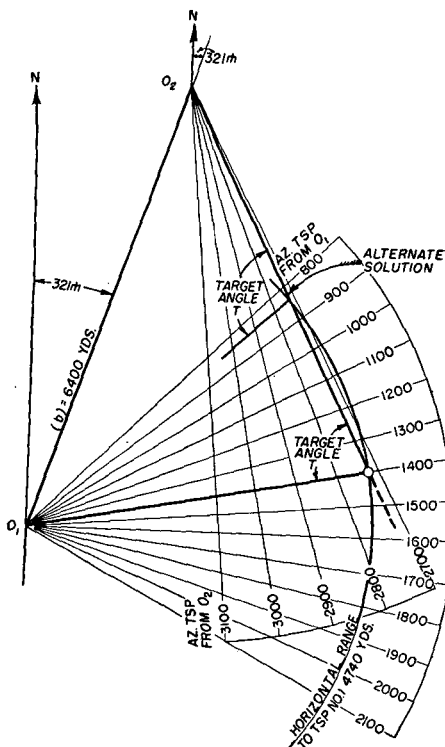 N
321m
O2
N
321m
(b) = 6400 YDS.
AZ. TSP
FROM O1
800
ALTERNATE
SOLUTION
TARGET
ANGLE
T
900
1000
1100
1200
1300
TARGET
ANGLE
T
1400
1500
1600
1700
1800
1900
2000
2100
O1
AZ. TSP
FROM O2
3100
3000
2900
2800
2700
HORIZONTAL RANGE
TO TSP NO.1 4740 YDS.